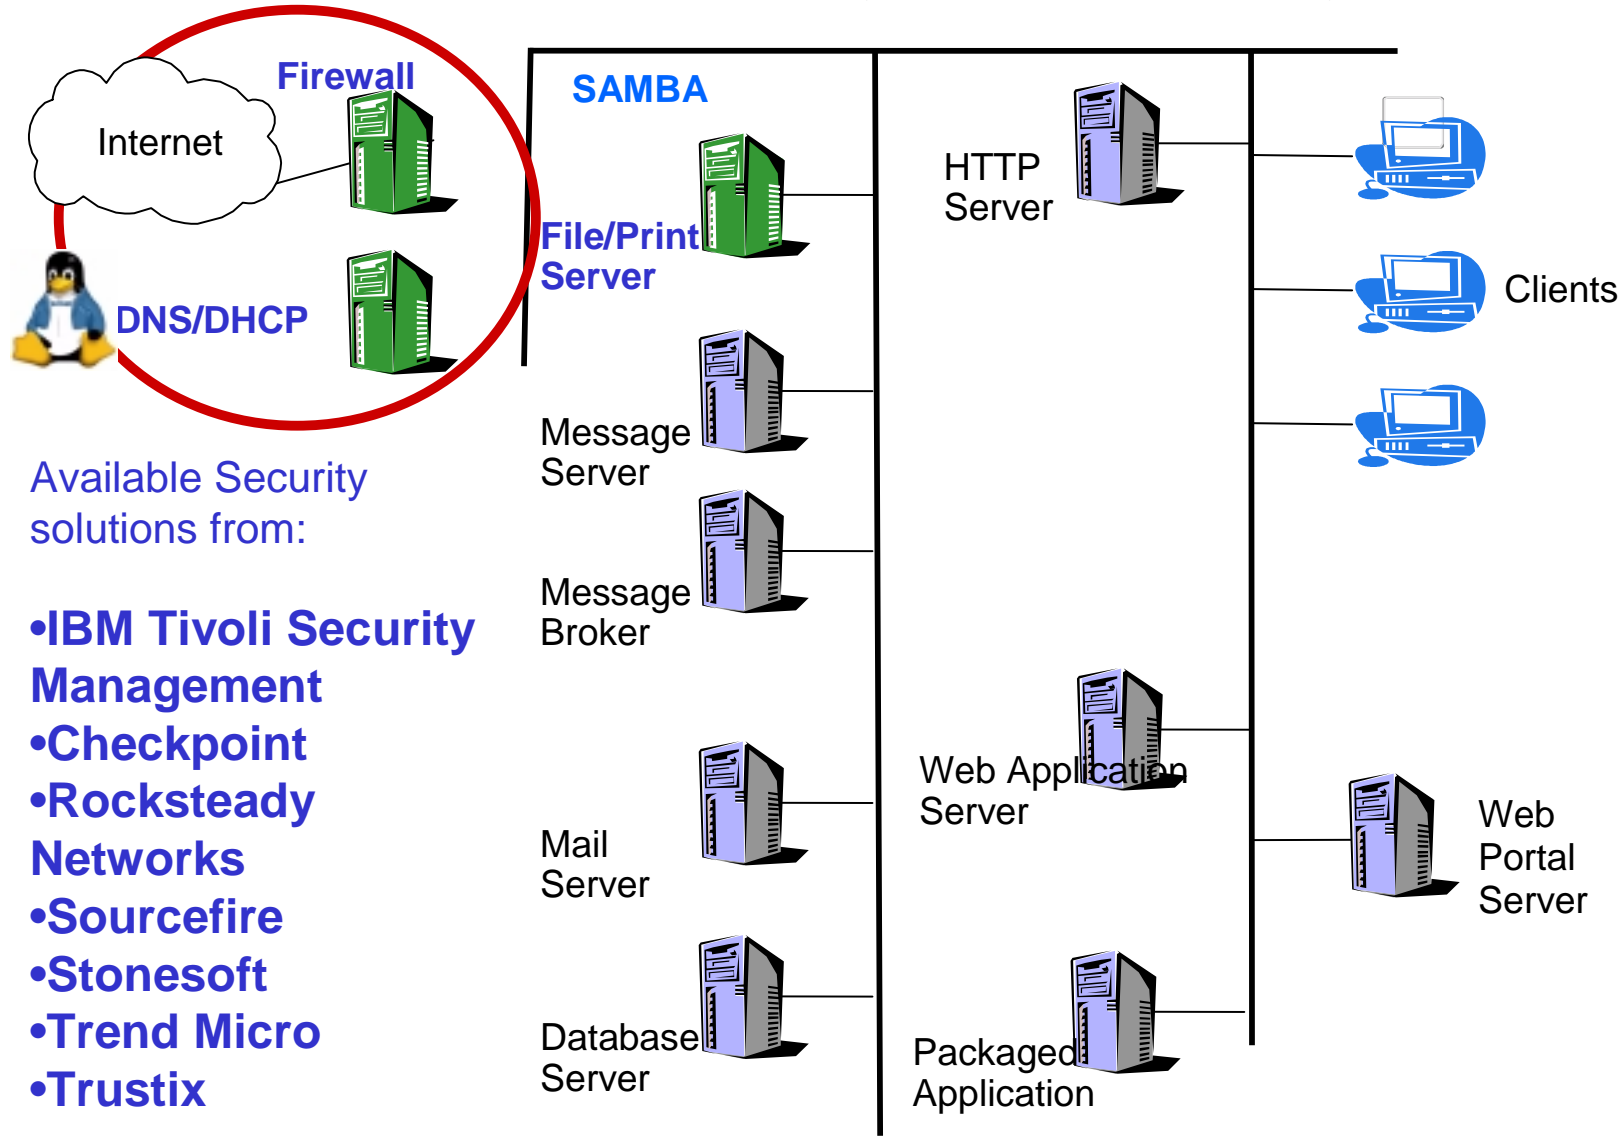 Firewall
Internet
DNS/DHCP
SAMBA
File/Print
Server
Message
Server
Message
Broker
Mail
Server
Database
Server
HTTP
Server
Web Application
Server
Packaged
Application
Clients
Web
Portal
Server
Available Security
solutions from:
•IBM Tivoli Security
Management
•Checkpoint
•Rocksteady
Networks
•Sourcefire
•Stonesoft
•Trend Micro
•Trustix